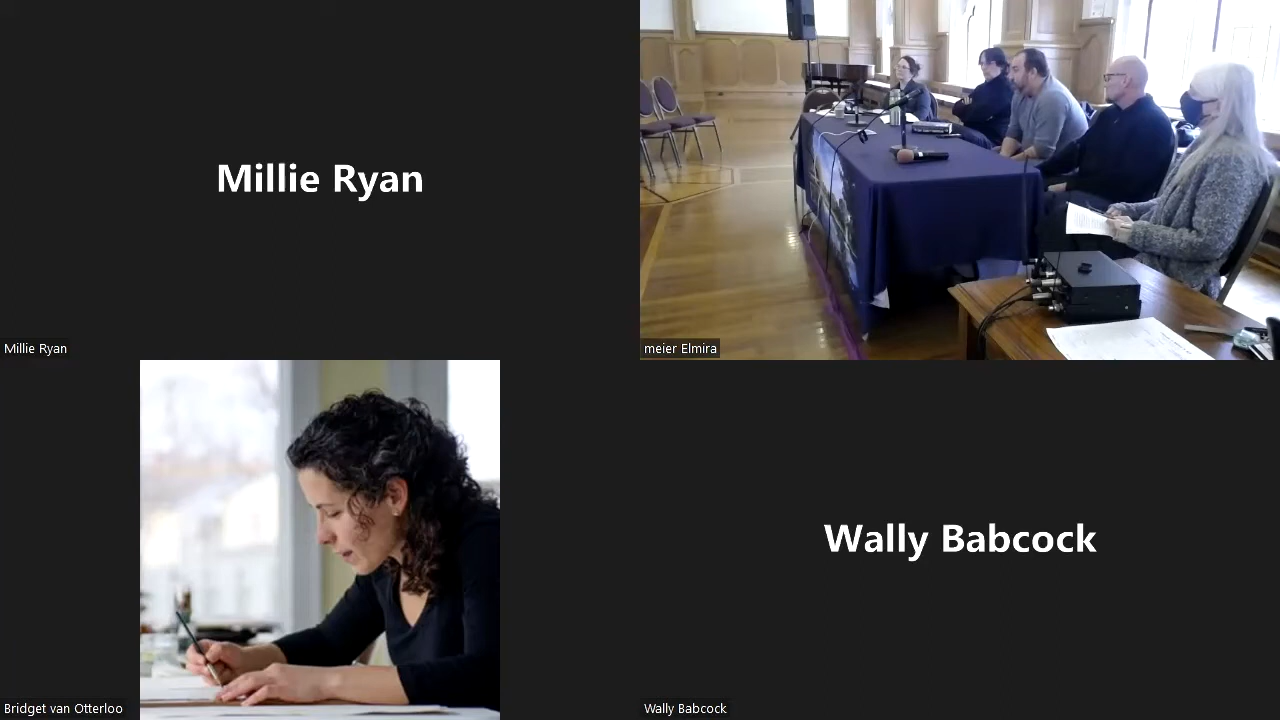 Millie Ryan
Millie Ryan
meier Elmira
Wally Babcock
Bridget van Otterloo
Wally Babcock